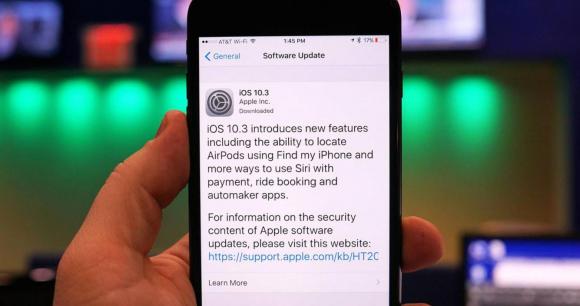 AT&T Wi-Fi 1:45 PM 17%
General Software Update
iOS 10.3
Apple Inc.
Downloaded
iOS 10.3 introduces new features
including the ability to locate
AirPods using Find my iPhone and
more ways to use Siri with
payment, ride booking and
automaker apps.
For information on the security
content of Apple software
updates, please visit this website:
https://support.apple.com/kb/HT20
Learn More